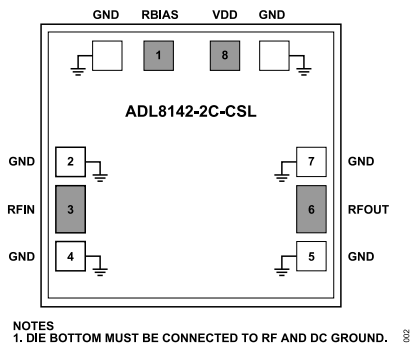 GND RBIAS VDD GND
1 8
ADL8142-2C-CSL
GND 2 7 GND
RFIN 3 6 RFOUT
GND 4 5 GND
NOTES
1. DIE BOTTOM MUST BE CONNECTED TO RF AND DC GROUND.
002